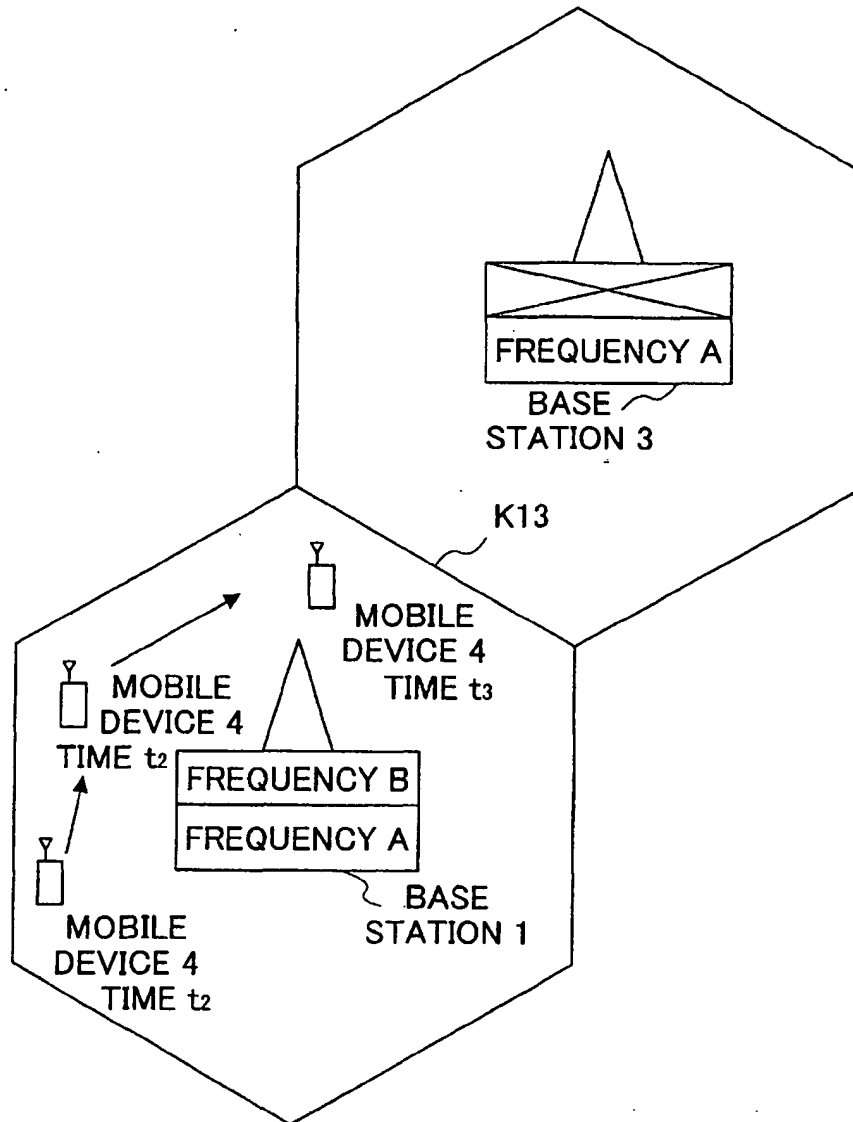 FREQUENCY A
BASE
STATION 3
K13
MOBILE
DEVICE 4
TIME t3
MOBILE
DEVICE 4
TIME t2
FREQUENCY B
FREQUENCY A
BASE
STATION 1
MOBILE
DEVICE 4
TIME t2